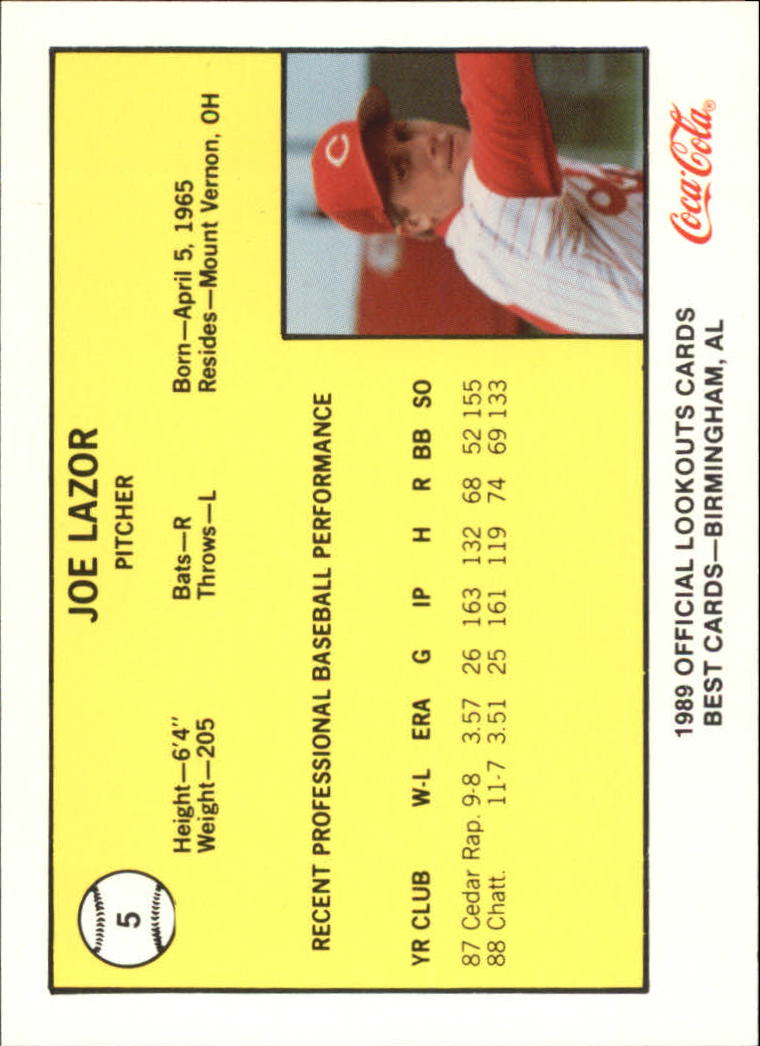 5
JOE LAZOR
PITCHER
Height—6'4" Bats—R Born—April 5, 1965
Weight—205 Throws—L Resides—Mount Vernon, OH
RECENT PROFESSIONAL BASEBALL PERFORMANCE
YR CLUB W-L ERA G IP H R BB SO
87 Cedar Rap. 9-8 3.57 26 163 132 68 52 155
88 Chatt. 11-7 3.51 25 161 119 74 69 133
C
1989 OFFICIAL LOOKOUTS CARDS
BEST CARDS—BIRMINGHAM, AL
Coca-Cola®